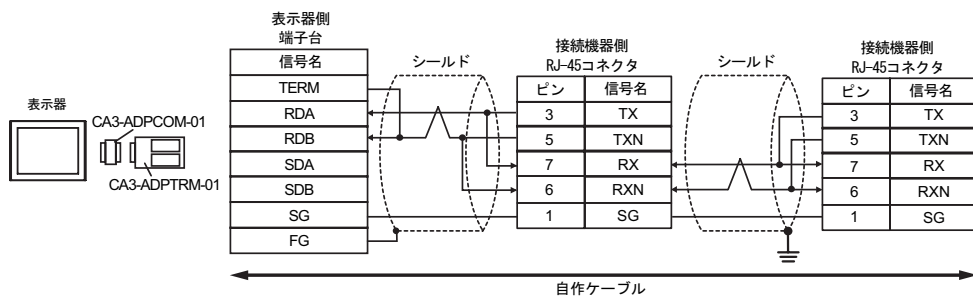 表示器
CA3-ADPCOM-01
CA3-ADPTRM-01
表示器側
端子台
信号名
TERM
RDA
RDB
SDA
SDB
SG
FG
シールド
接続機器側
RJ-45コネクタ
ピン 信号名
3 TX
5 TXN
7 RX
6 RXN
1 SG
シールド
接続機器側
RJ-45コネクタ
ピン 信号名
3 TX
5 TXN
7 RX
6 RXN
1 SG
自作ケーブル